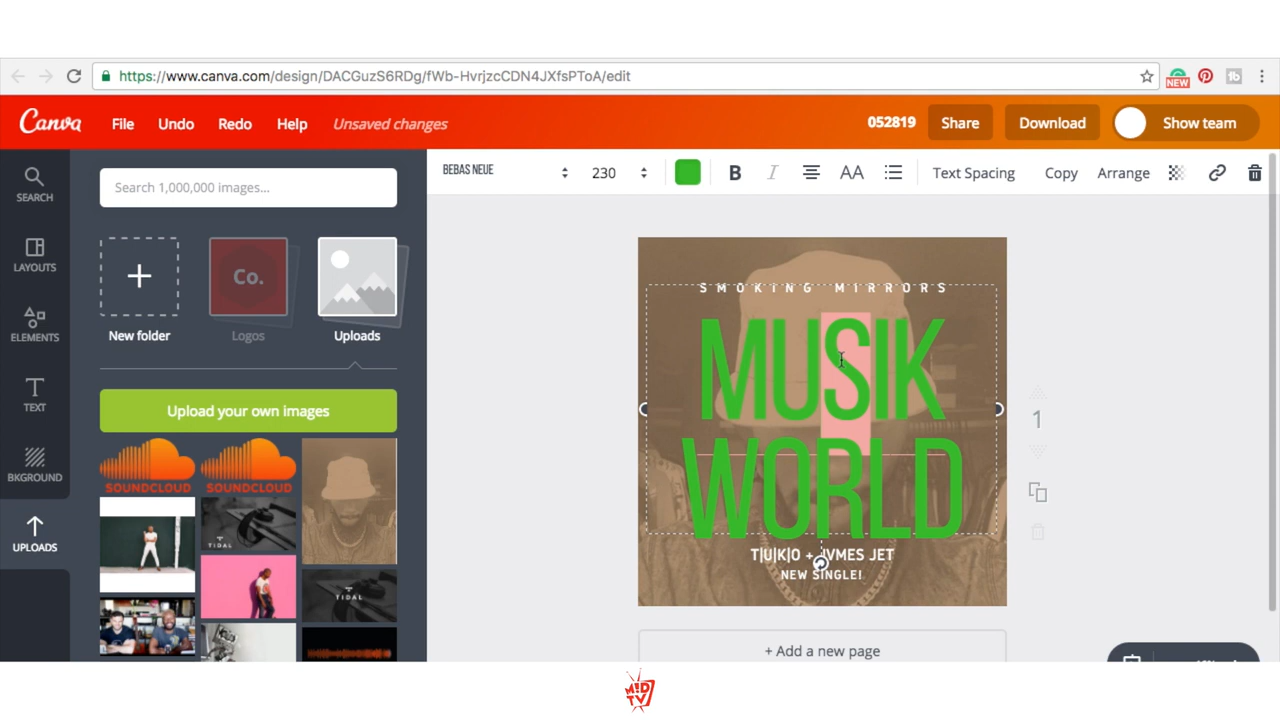 https://www.canva.com/design/DACGuzS6RDg/fWb-HvrjzcCDN4JXfsPToA/edit
NEW
Canva
File
Undo
Redo
Help
Unsaved changes
052819
Share
Download
Show team
SEARCH
LAYOUTS
ELEMENTS
TEXT
BKGROUND
UPLOADS
Search 1,000,000 images...
Co.
New folder
Logos
Uploads
Upload your own images
SOUNDCLOUD
SOUNDCLOUD
TIDAL
TIDAL
BEBAS NEUE
230
B
I
AA
Text Spacing
Copy
Arrange
SMOKING MIRRORS
MUSIK
WORLD
T|U|K|O + JVMES JET
NEW SINGLE!
1
+ Add a new page
MID
TV